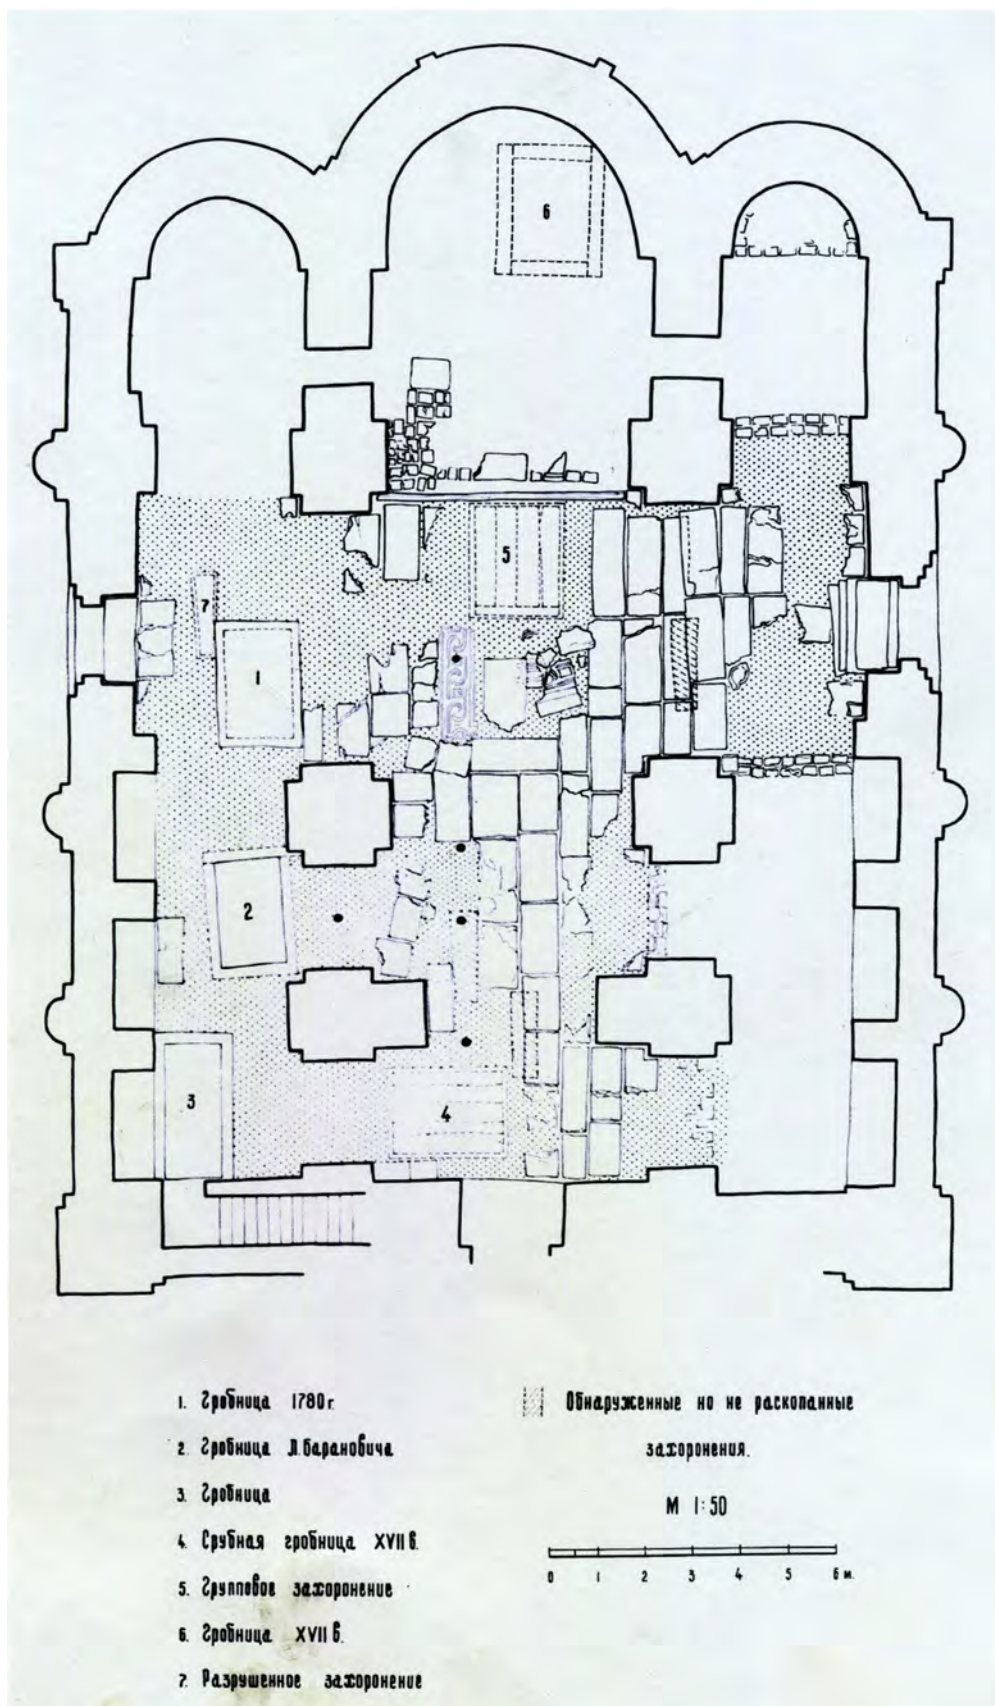 6
5
7
1
2
3
4
1. Гробница 1780г.
2. Гробница Л.Барановича
3. Гробница
4. Срубная гробница XVII в.
5. Групповое захоронение
6. Гробница XVII в.
7. Разрушенное захоронение
Обнаруженные но не раскопанные
захоронения.
М 1:50
0 1 2 3 4 5 6 м.